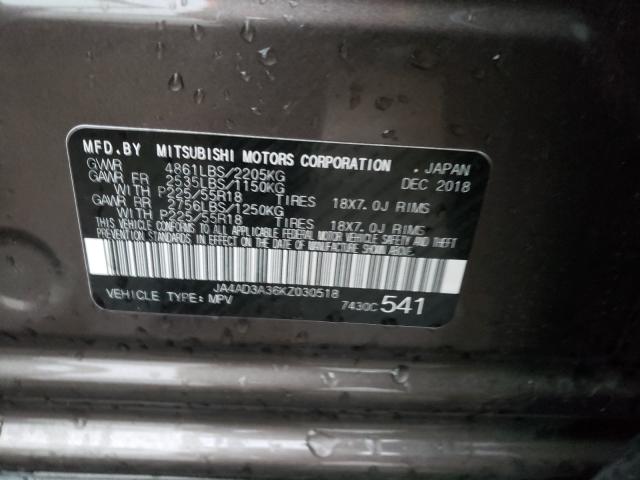 MFD.BY MITSUBISHI MOTORS CORPORATION . JAPAN
GVWR 4861LBS/2205KG DEC 2018
GAWR FR 2535LBS/1150KG
WITH P225/55R18 TIRES 18X7.0J RIMS
GAWR RR 2756LBS/1250KG
WITH P225/55R18 TIRES 18X7.0J RIMS
THIS VEHICLE CONFORMS TO ALL APPLICABLE FEDERAL MOTOR VEHICLE SAFETY AND THEFT
PREVENTION STANDARDS IN EFFECT ON THE DATE OF MANUFACTURE SHOWN ABOVE.
JA4AD3A36KZ030518
VEHICLE TYPE: MPV 7430C 541